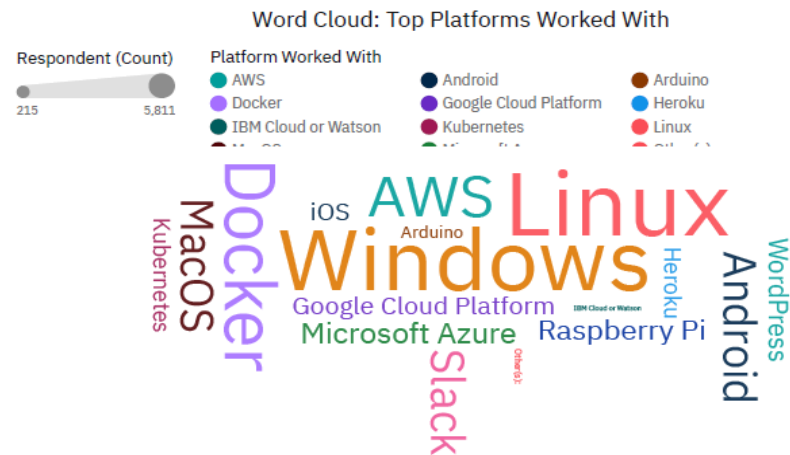 Word Cloud: Top Platforms Worked With
Respondent (Count)
215
5,811
Platform Worked With
AWS
Android
Arduino
Docker
Google Cloud Platform
Heroku
IBM Cloud or Watson
Kubernetes
Linux
Docker
iOS
AWS
Linux
Kubernetes
MacOS
Arduino
Windows
Heroku
Android
WordPress
Google Cloud Platform
IBM Cloud or Watson
Microsoft Azure
Raspberry Pi
Slack
Other(s):